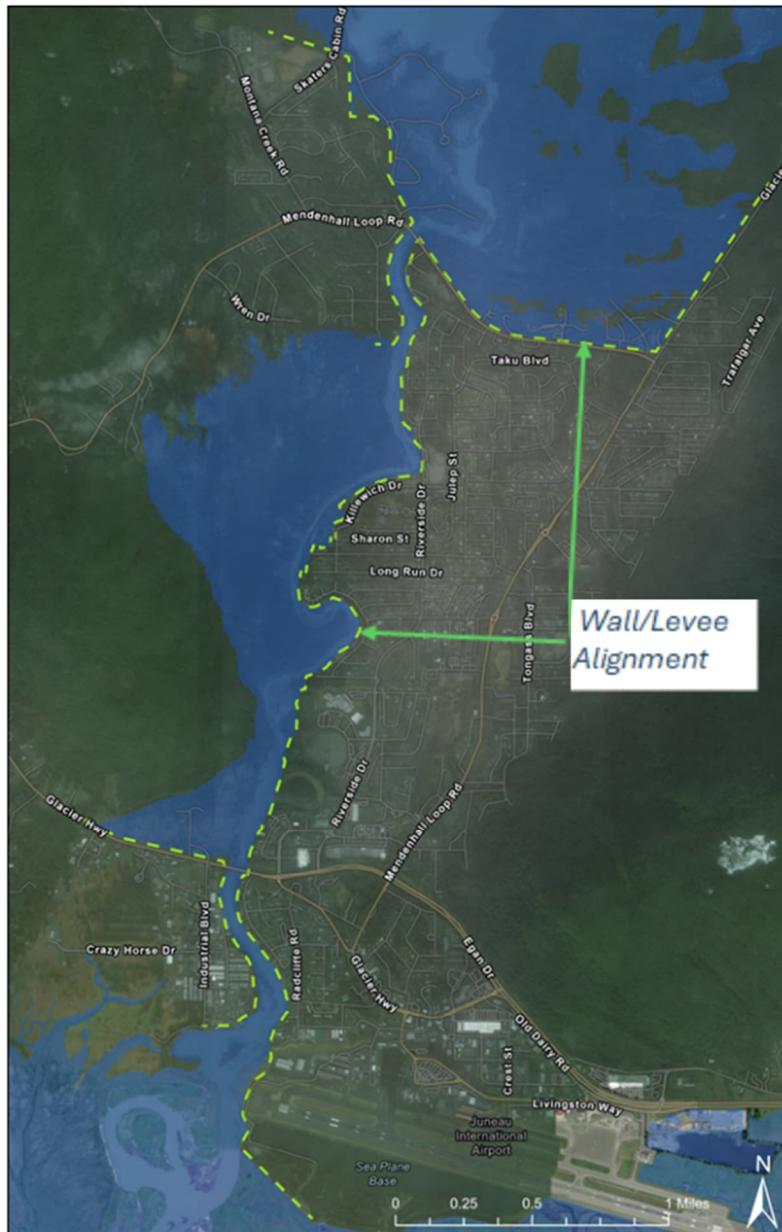 Skaters Cabin Rd
Montana Creek Rd
Glacie
Mendenhall Loop Rd
Wren Dr
Taku Blvd
Trafalgar Ave
Julep St
Killewich Dr
Riverside Dr
Sharon St
Long Run Dr
Wall/Levee
Alignment
Tongass Blvd
Riverside Dr
Mendenhall Loop Rd
Glacier Hwy
Industrial Blvd
Crazy Horse Dr
Radcliffe Rd
Egan Dr
Glacier Hwy
Old Dairy Rd
Crest St
Livingston Way
Juneau
International
Airport
Sea Plane
Base
N
0 0.25 0.5 1 Miles